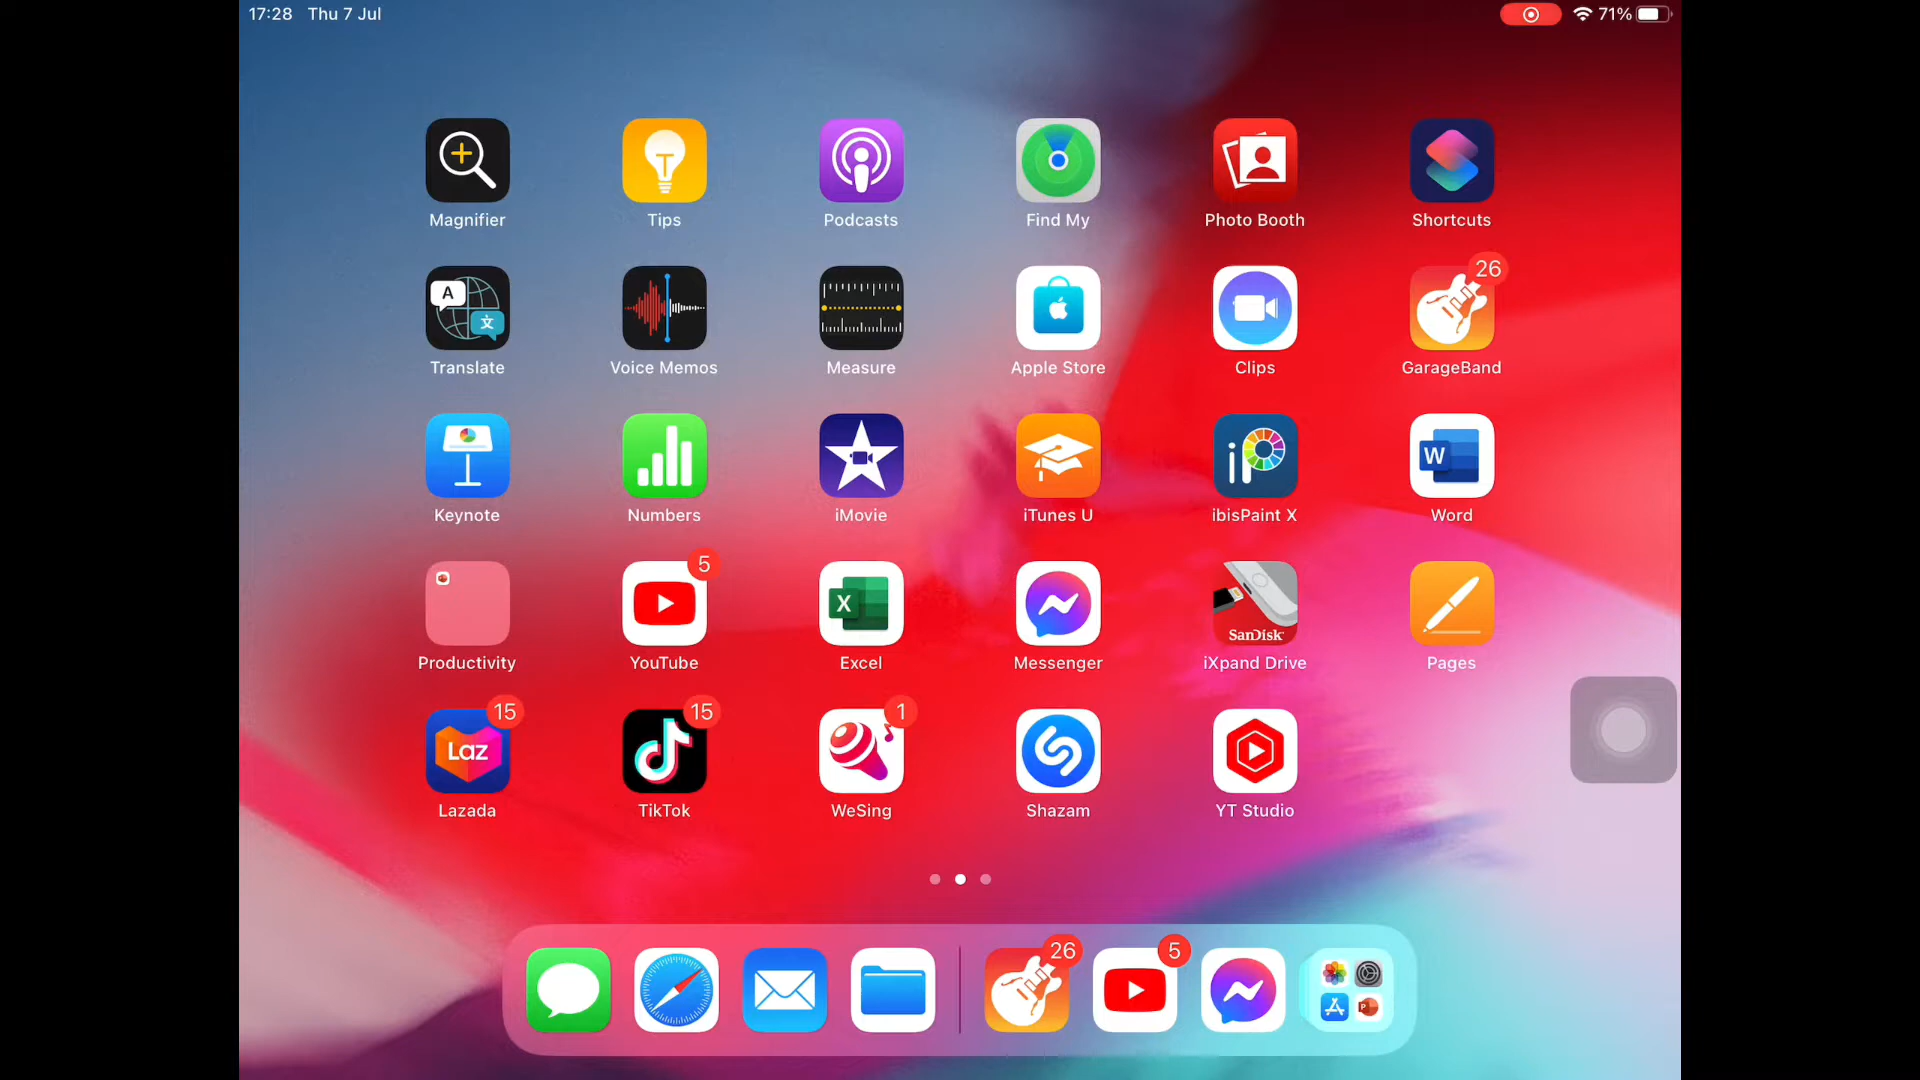 17:28 Thu 7 Jul 71%
Magnifier Tips Podcasts Find My Photo Booth Shortcuts
A 文 26
Translate Voice Memos Measure Apple Store Clips GarageBand
iP W
Keynote Numbers iMovie iTunes U ibisPaint X Word
5 X SanDisk
Productivity YouTube Excel Messenger iXpand Drive Pages
15 Laz 15 1
Lazada TikTok WeSing Shazam YT Studio
26 5 P